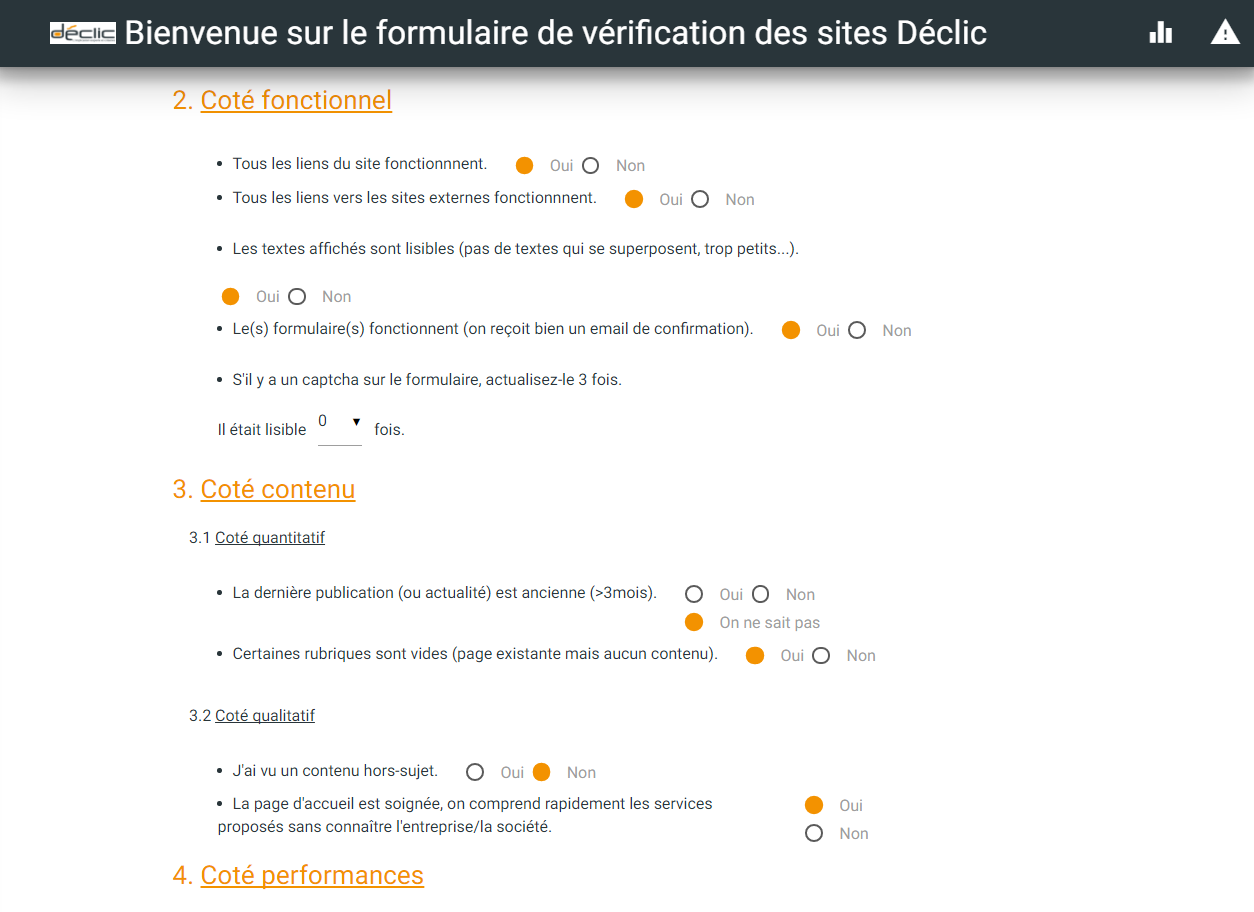 déclic Bienvenue sur le formulaire de vérification des sites Déclic
2. Coté fonctionnel
• Tous les liens du site fonctionnnent. Oui Non
• Tous les liens vers les sites externes fonctionnnent. Oui Non
• Les textes affichés sont lisibles (pas de textes qui se superposent, trop petits...).
Oui Non
• Le(s) formulaire(s) fonctionnent (on reçoit bien un email de confirmation). Oui Non
• S'il y a un captcha sur le formulaire, actualisez-le 3 fois.
Il était lisible 0 fois.
3. Coté contenu
3.1 Coté quantitatif
• La dernière publication (ou actualité) est ancienne (>3mois). Oui Non
On ne sait pas
• Certaines rubriques sont vides (page existante mais aucun contenu). Oui Non
3.2 Coté qualitatif
• J'ai vu un contenu hors-sujet. Oui Non
• La page d'accueil est soignée, on comprend rapidement les services Oui
proposés sans connaître l'entreprise/la société. Non
4. Coté performances